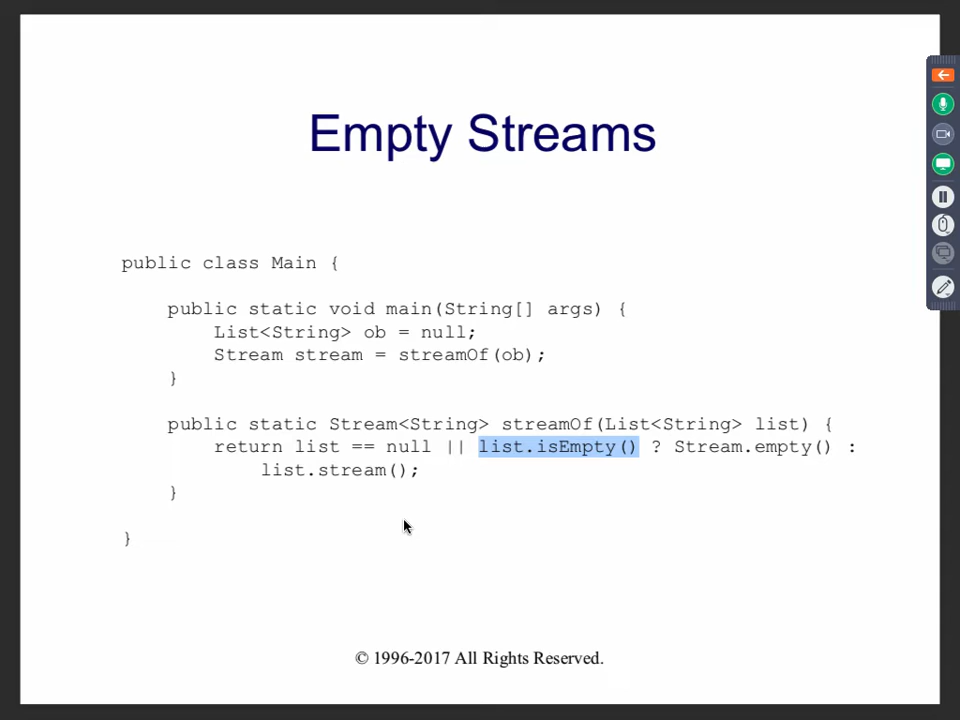 Empty Streams
public class Main {
public static void main(String[] args) {
List<String> ob = null;
Stream stream = streamOf(ob);
}
public static Stream<String> streamOf(List<String> list) {
return list == null || list.isEmpty() ? Stream.empty() :
list.stream();
}
}
© 1996-2017 All Rights Reserved.